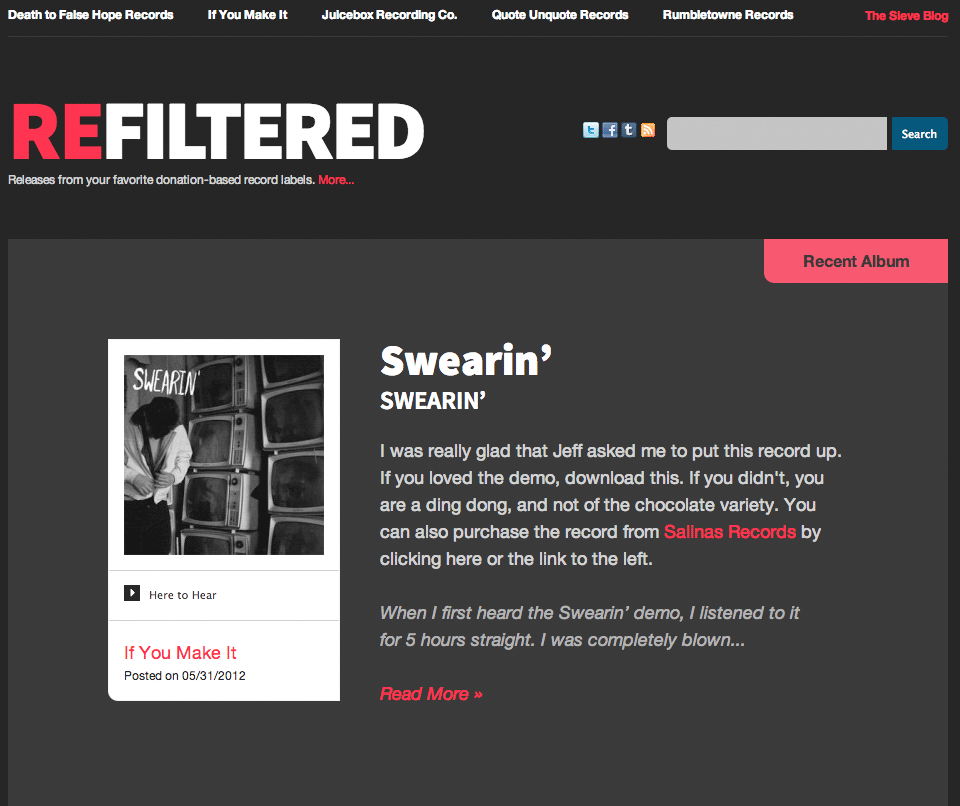 Death to False Hope Records If You Make It Juicebox Recording Co. Quote Unquote Records Rumbletowne Records The Sieve Blog
REFILTERED
Search
Releases from your favorite donation-based record labels. More...
Recent Album
SWEARIN'
Here to Hear
If You Make It
Posted on 05/31/2012
Swearin’
SWEARIN’
I was really glad that Jeff asked me to put this record up.
If you loved the demo, download this. If you didn't, you
are a ding dong, and not of the chocolate variety. You
can also purchase the record from Salinas Records by
clicking here or the link to the left.
When I first heard the Swearin’ demo, I listened to it
for 5 hours straight. I was completely blown...
Read More »